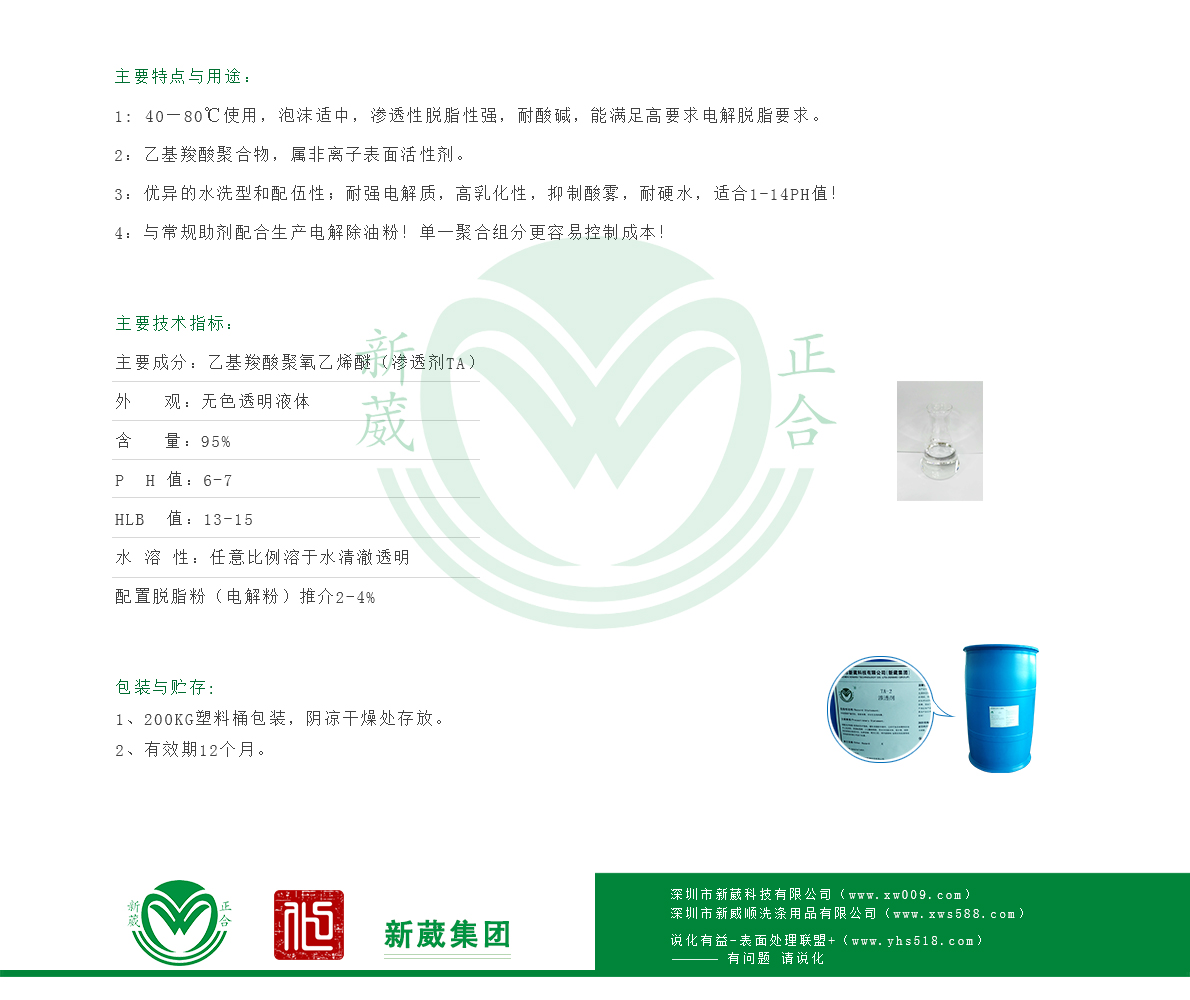 主要特点与用途：
1: 40—80℃使用，泡沫适中，渗透性脱脂性强，耐酸碱，能满足高要求电解脱脂要求。
2：乙基羧酸聚合物，属非离子表面活性剂。
3：优异的水洗型和配伍性；耐强电解质，高乳化性，抑制酸雾，耐硬水，适合1-14PH值！
4：与常规助剂配合生产电解除油粉！单一聚合组分更容易控制成本！
主要技术指标：
主要成分：乙基羧酸聚氧乙烯醚（渗透剂TA）
外 观：无色透明液体
含 量：95%
P H 值：6-7
HLB 值：13-15
水 溶 性：任意比例溶于水清澈透明
配置脱脂粉（电解粉）推介2-4%
新葳
正合
包装与贮存:
1、200KG塑料桶包装，阴凉干燥处存放。
2、有效期12个月。
TA-2
渗透剂
新葳
正合
新葳集团
深圳市新葳科技有限公司（www.xw009.com）
深圳市新威顺洗涤用品有限公司（www.xws588.com）
说化有益-表面处理联盟+（www.yhs518.com）
——— 有问题 请说化